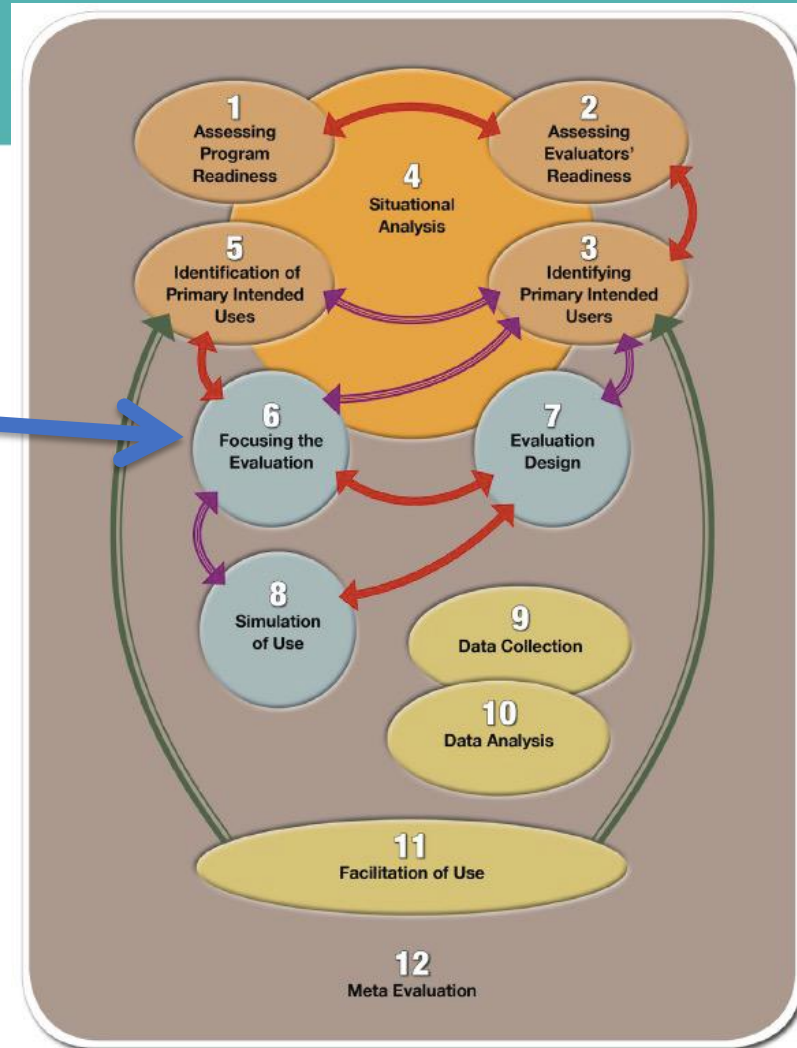 1
Assessing
Program
Readiness
2
Assessing
Evaluators'
Readiness
4
Situational
Analysis
5
Identification of
Primary Intended
Uses
3
Identifying
Primary Intended
Users
6
Focusing the
Evaluation
7
Evaluation
Design
8
Simulation
of Use
9
Data Collection
10
Data Analysis
11
Facilitation of Use
12
Meta Evaluation